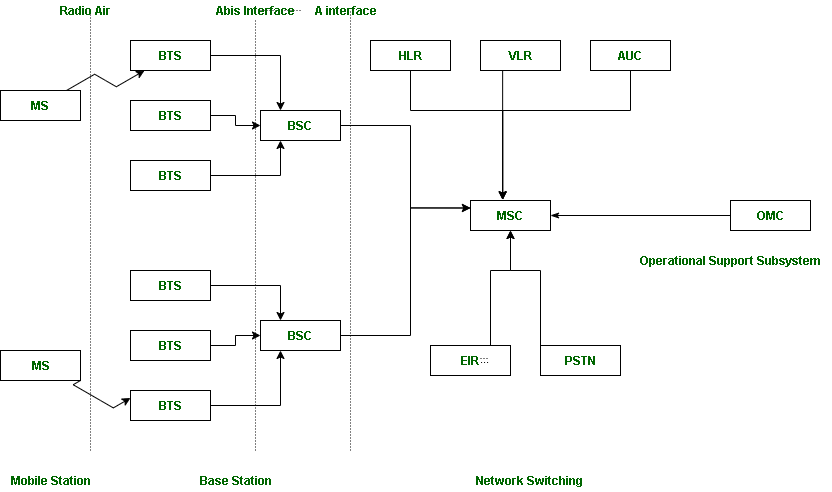 Radio Air
Abis Interface
A interface
BTS
HLR
VLR
AUC
MS
BTS
BSC
BTS
MSC
OMC
Operational Support Subsystem
BTS
BTS
BSC
MS
EIR
PSTN
BTS
Mobile Station
Base Station
Network Switching